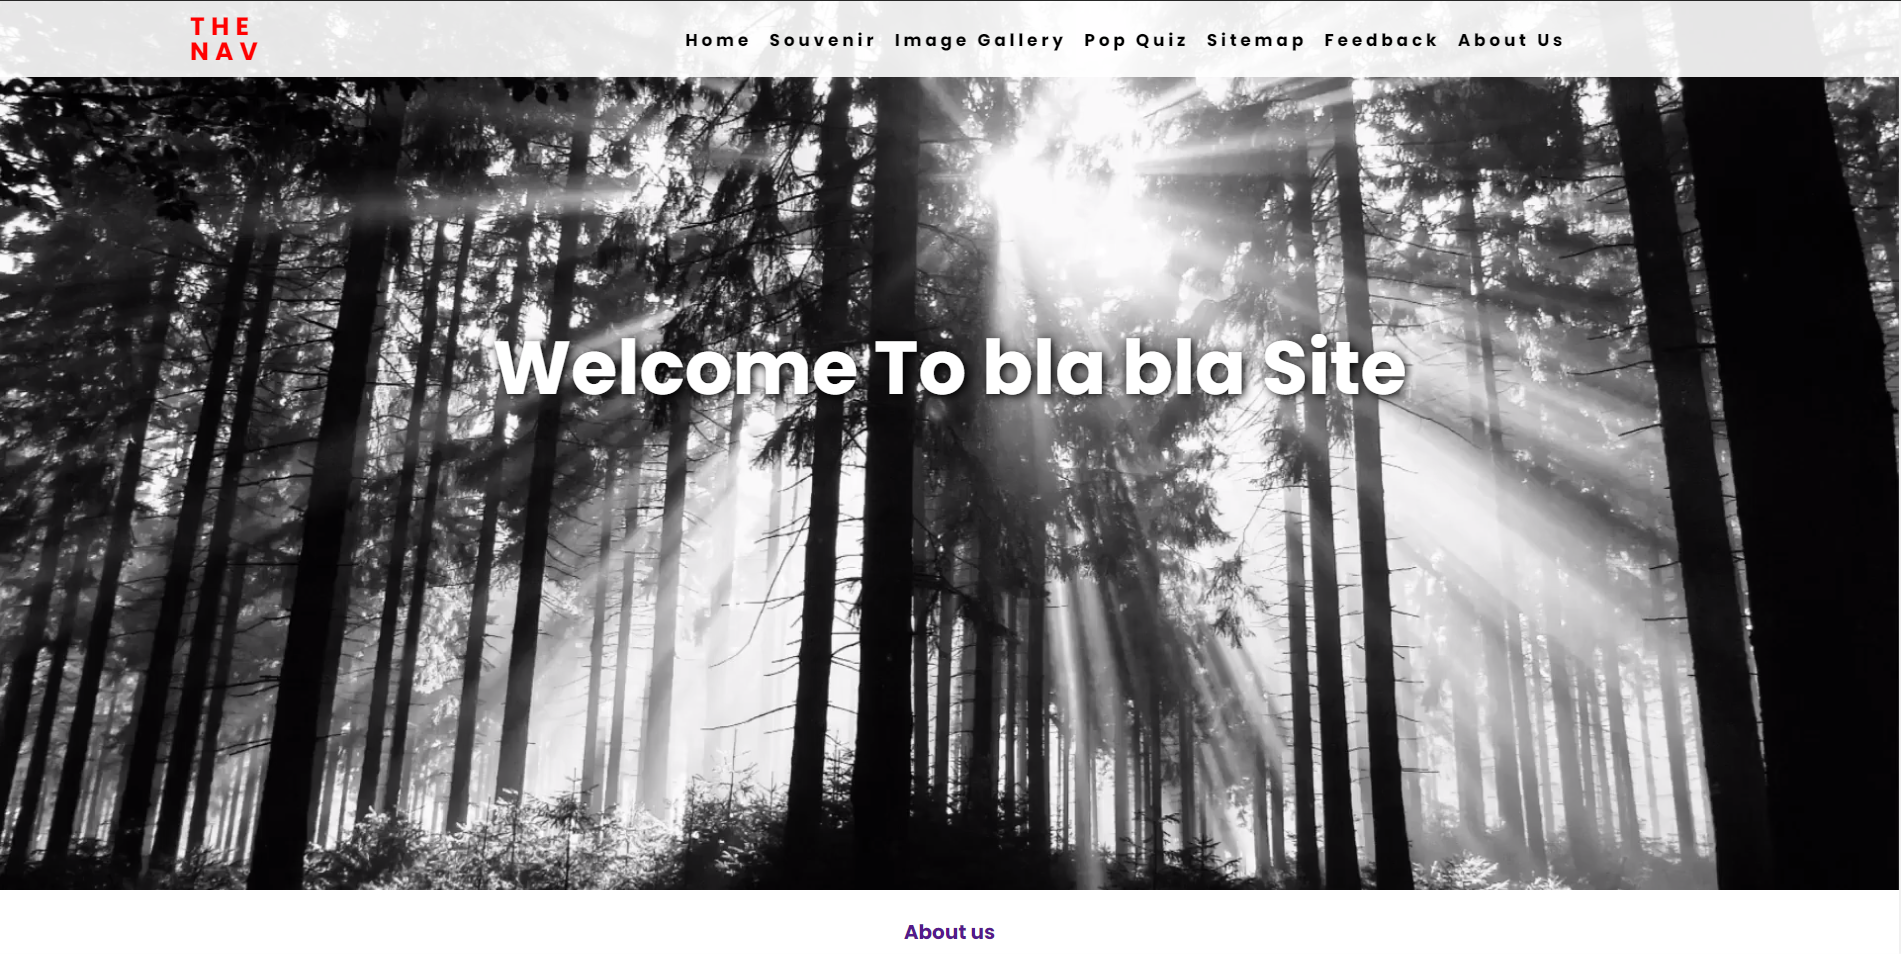 THE
NAV
Home Souvenir Image Gallery Pop Quiz Sitemap Feedback About Us
Welcome To bla bla Site
About us